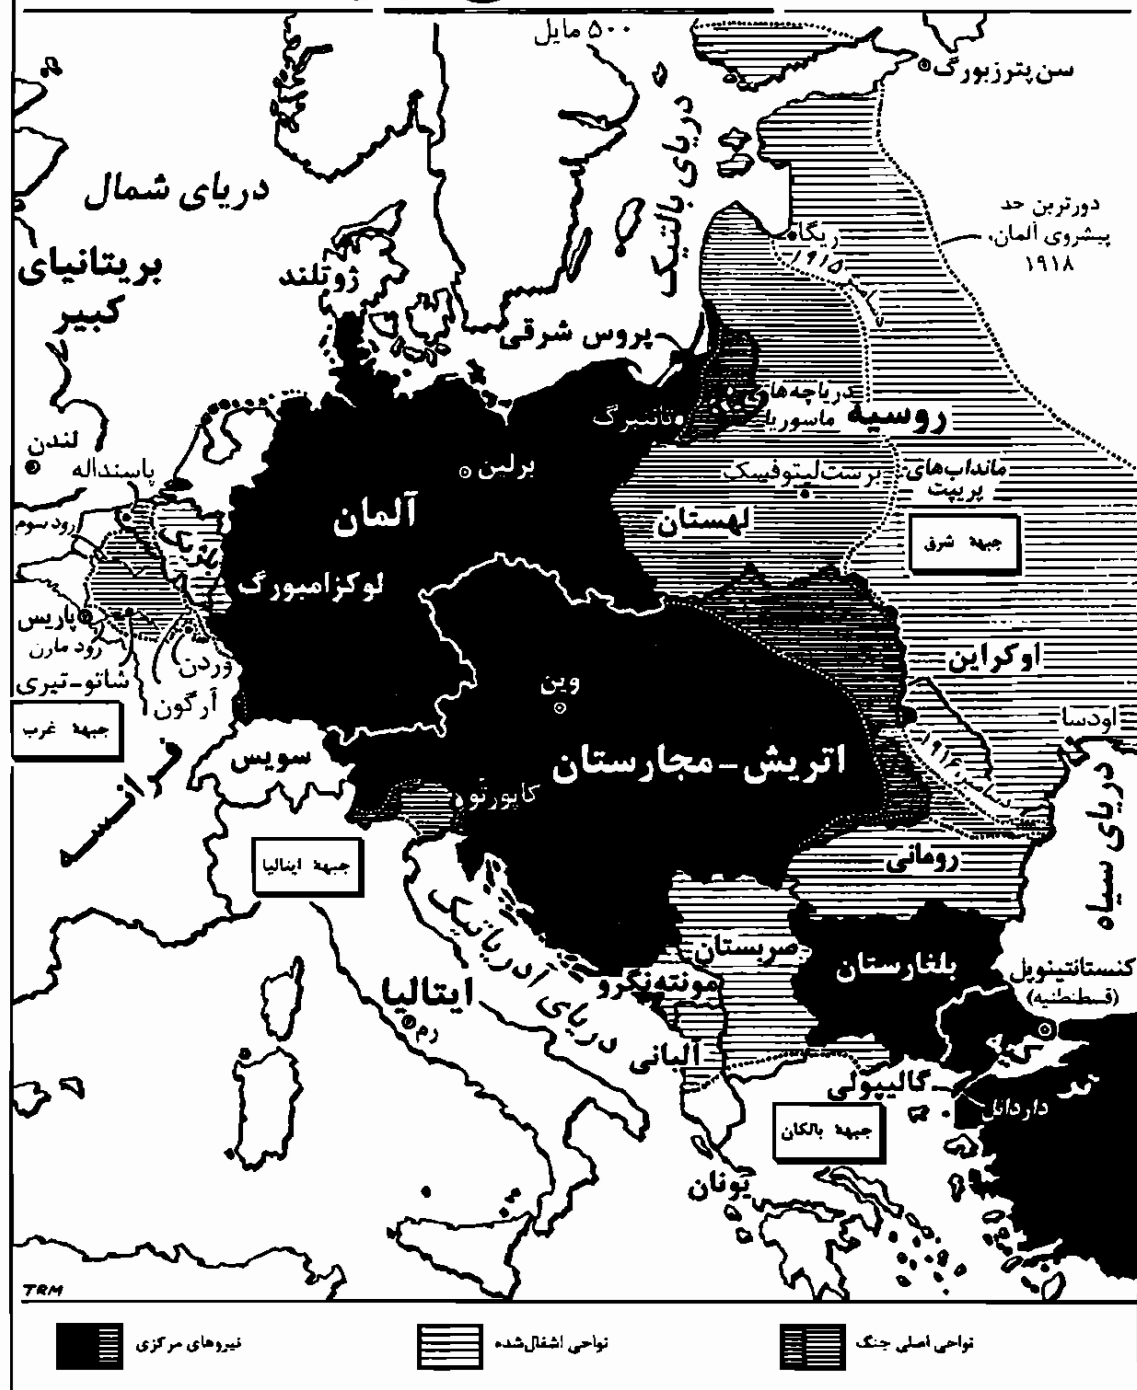 ۵۰۰ مایل
سن پترزبورگ
دریای بالتیک
دریای شمال
دورترین حد
پیشروی آلمان،
۱۹۱۸
ریگا
۱۹۱۵
بریتانیای
کبیر
ژوتلند
پروس شرقی
دریاچه‌های
ماسوریا
روسیه
تاننبرگ
لندن
پاسنداله
برلین
برست‌لیتوفیسک
مانداب‌های
پریپت
آلمان
لهستان
رود سوم
بلژیک
جبههٔ شرق
لوکزامبورگ
پاریس
رود مارن
شاتو-تیری
وردن
آرگون
اوکراین
وین
اودسا
جبههٔ غرب
فرانسه
سویس
اتریش-مجارستان
۱۹۱۶
کاپورتو
دریای سیاه
جبههٔ ایتالیا
رومانی
دریای آدریاتیک
صربستان
بلغارستان
کنستانتینوپل
(قسطنطنیه)
مونته‌نگرو
ایتالیا
رم
آلبانی
گالیپولی
داردانل
جبههٔ بالکان
یونان
TRM
نیروهای مرکزی
نواحی اشغال‌شده
نواحی اصلی جنگ